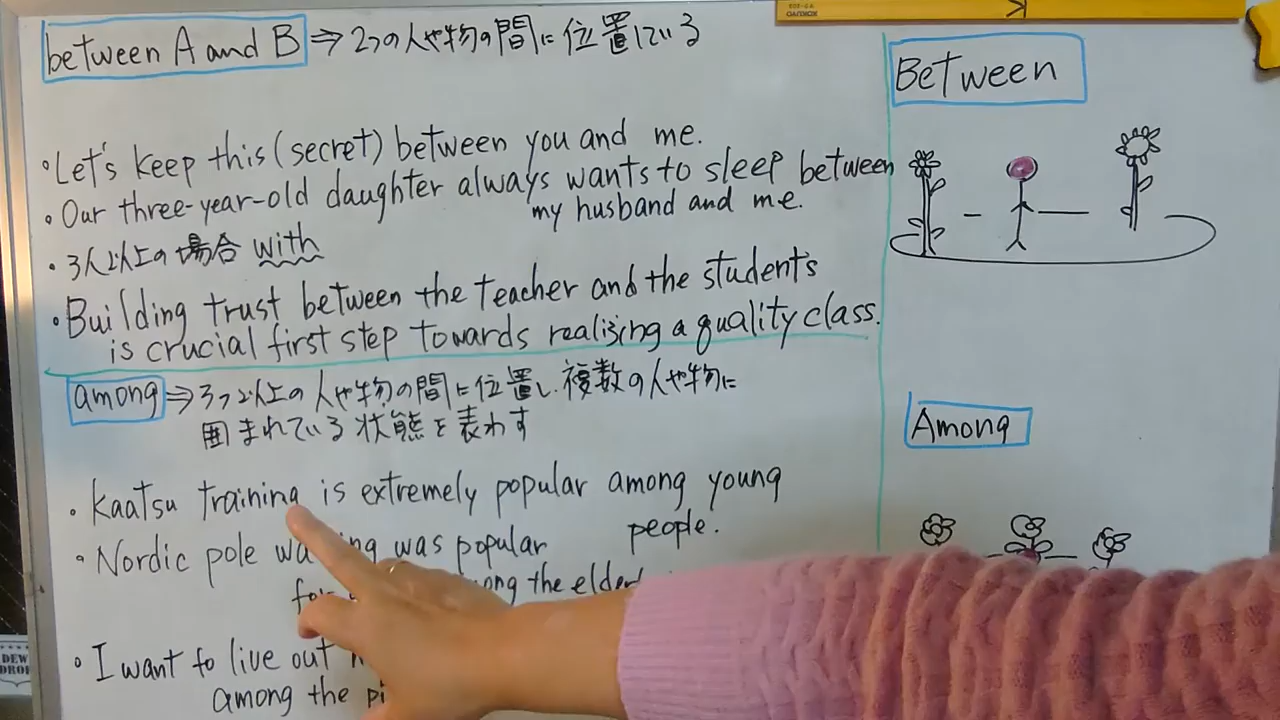 between A and B ⇒ 2つの人や物の間に位置している
・Let's keep this (secret) between you and me.
・Our three-year-old daughter always wants to sleep between
my husband and me.
・3人以上の場合 with
・Building trust between the teacher and the students
is crucial first step towards realizing a quality class.
among ⇒ 3つ以上の人や物の間に位置し、複数の人や物に
囲まれている状態を表わす
・Kaatsu training is extremely popular among young
people.
・Nordic pole was popular
among the
・I want to live out
among the
Between
Among
DEW
DROP